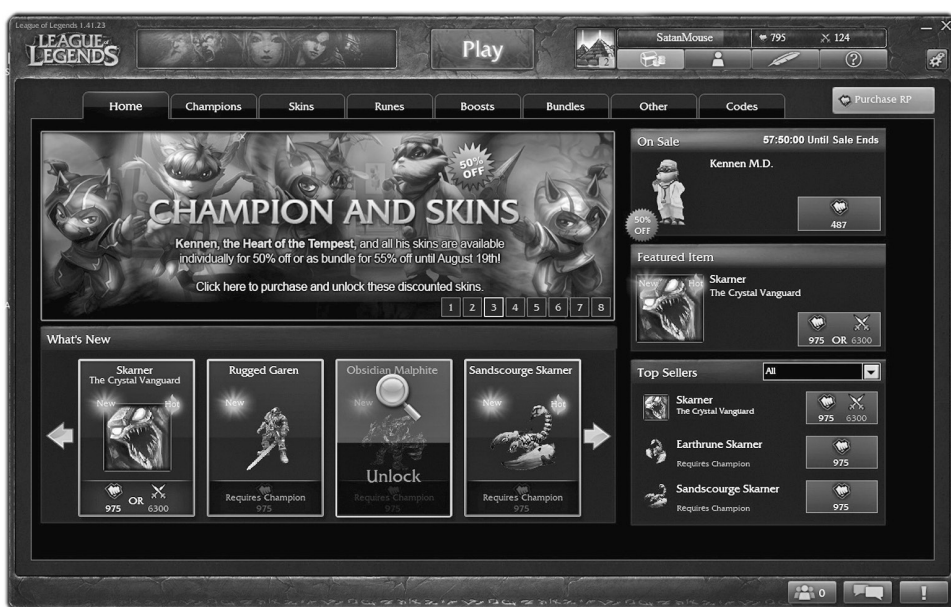 League of Legends 1.41.23
LEAGUE OF LEGENDS
Play
2
SatanMouse
795
124
Home
Champions
Skins
Runes
Boosts
Bundles
Other
Codes
Purchase RP
50% OFF
CHAMPION AND SKINS
Kennen, the Heart of the Tempest, and all his skins are available
individually for 50% off or as bundle for 55% off until August 19th!
Click here to purchase and unlock these discounted skins.
1 2 3 4 5 6 7 8
On Sale
57:50:00 Until Sale Ends
Kennen M.D.
50% OFF
487
Featured Item
New
Hot
Skarner
The Crystal Vanguard
975 OR 6300
What's New
Skarner
The Crystal Vanguard
New
Hot
975 OR 6300
Rugged Garen
New
Requires Champion
975
Obsidian Malphite
New
Unlock
Requires Champion
975
Sandscourge Skarner
New
Hot
Requires Champion
975
Top Sellers
All
Skarner
The Crystal Vanguard
975 6300
Earthrune Skarner
Requires Champion
975
Sandscourge Skarner
Requires Champion
975
0